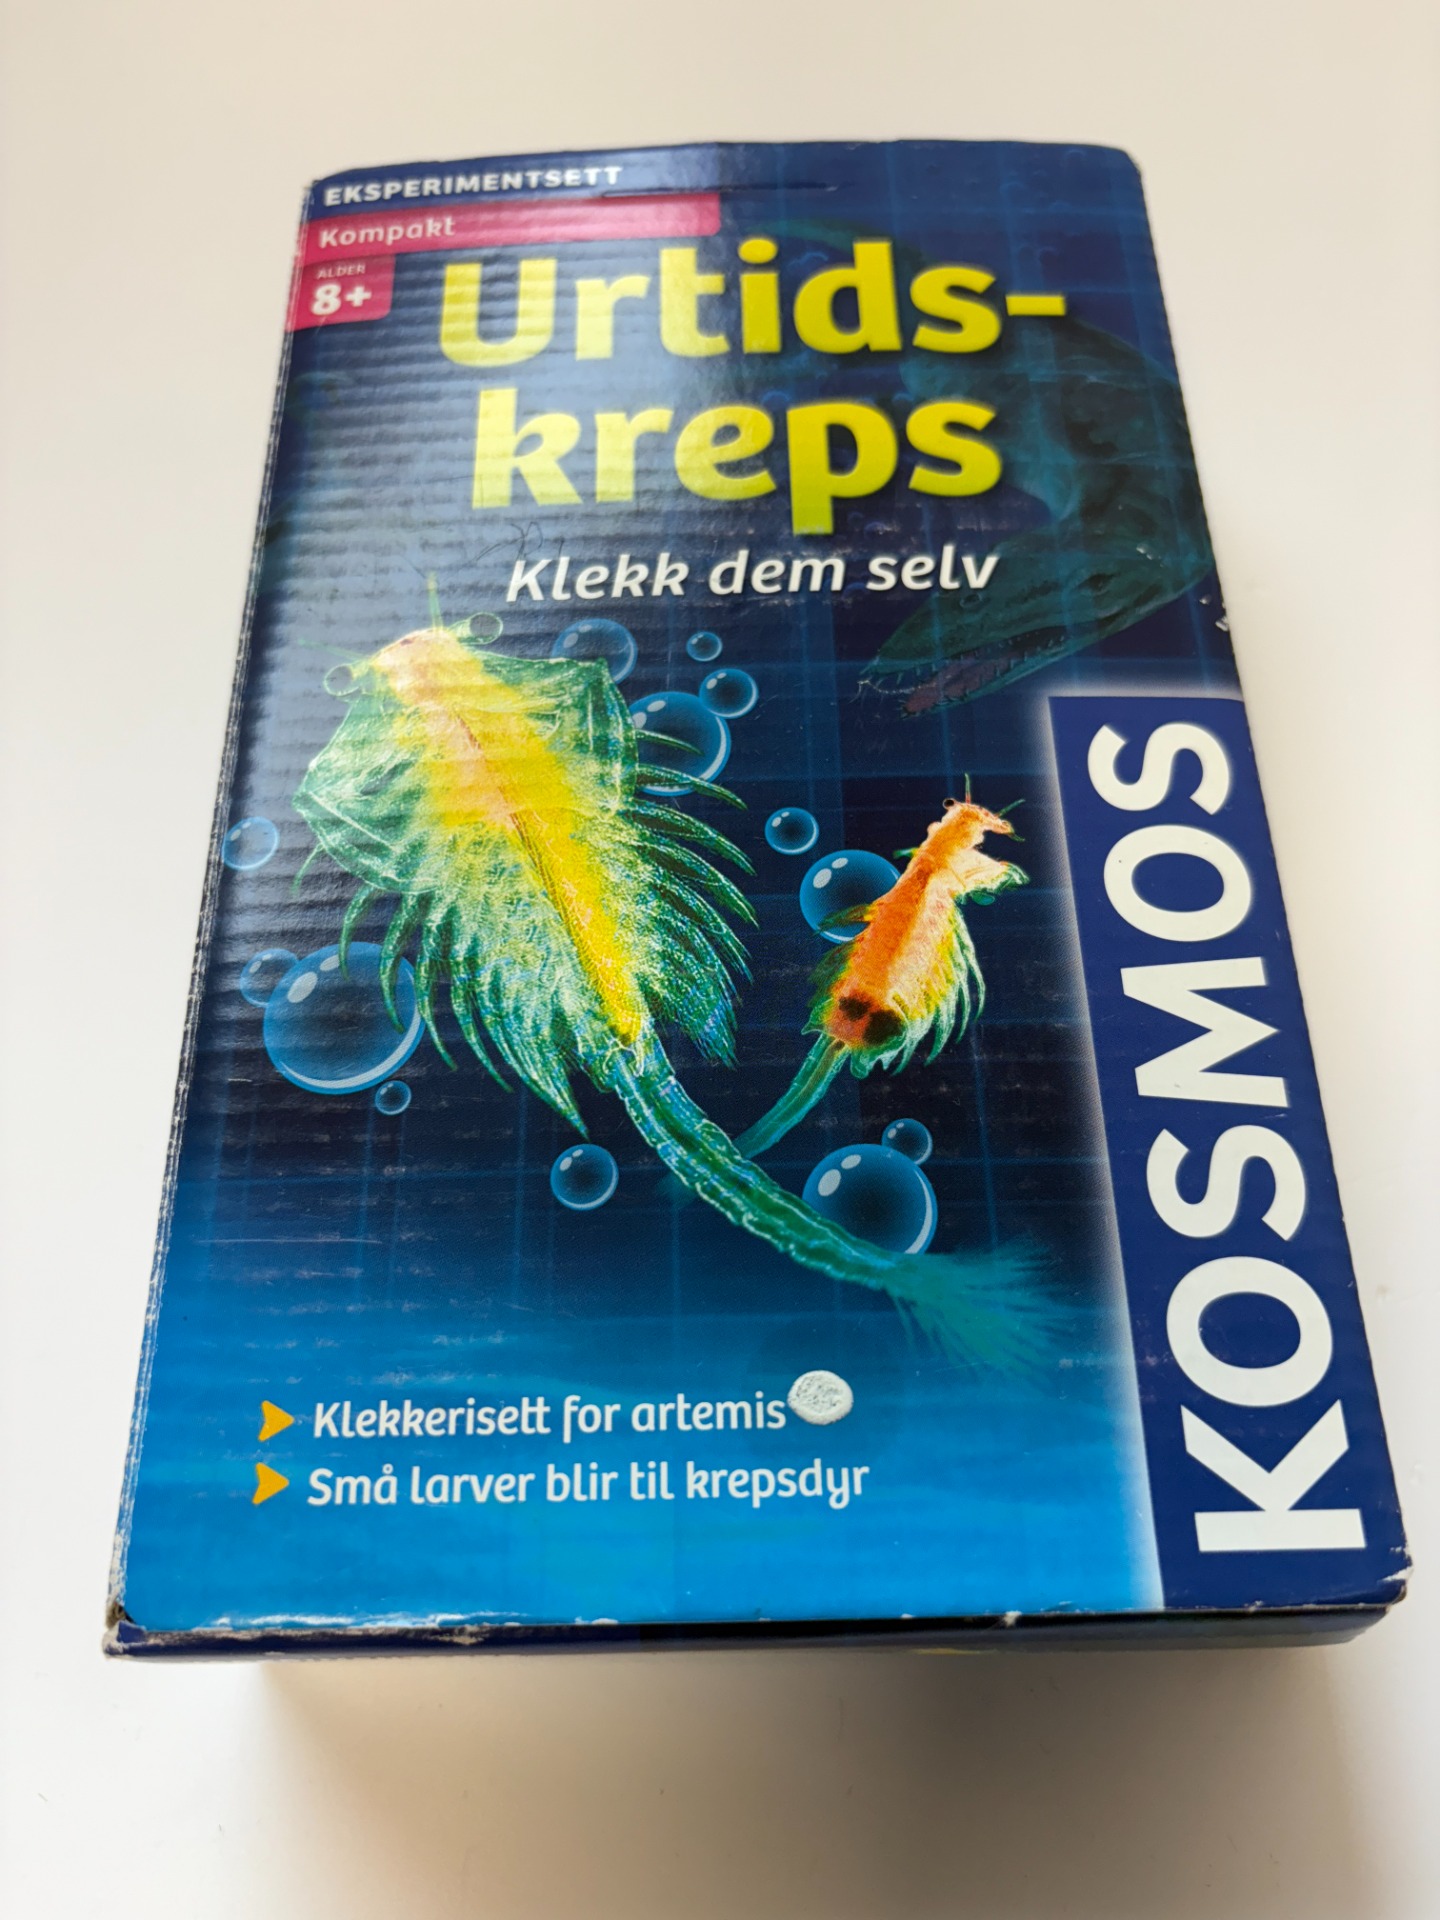 EKSPERIMENTSETT
Kompakt
ALDER
8+
Urtids-
kreps
Klekk dem selv
KOSMOS
Klekkerisett for artemis
Små larver blir til krepsdyr